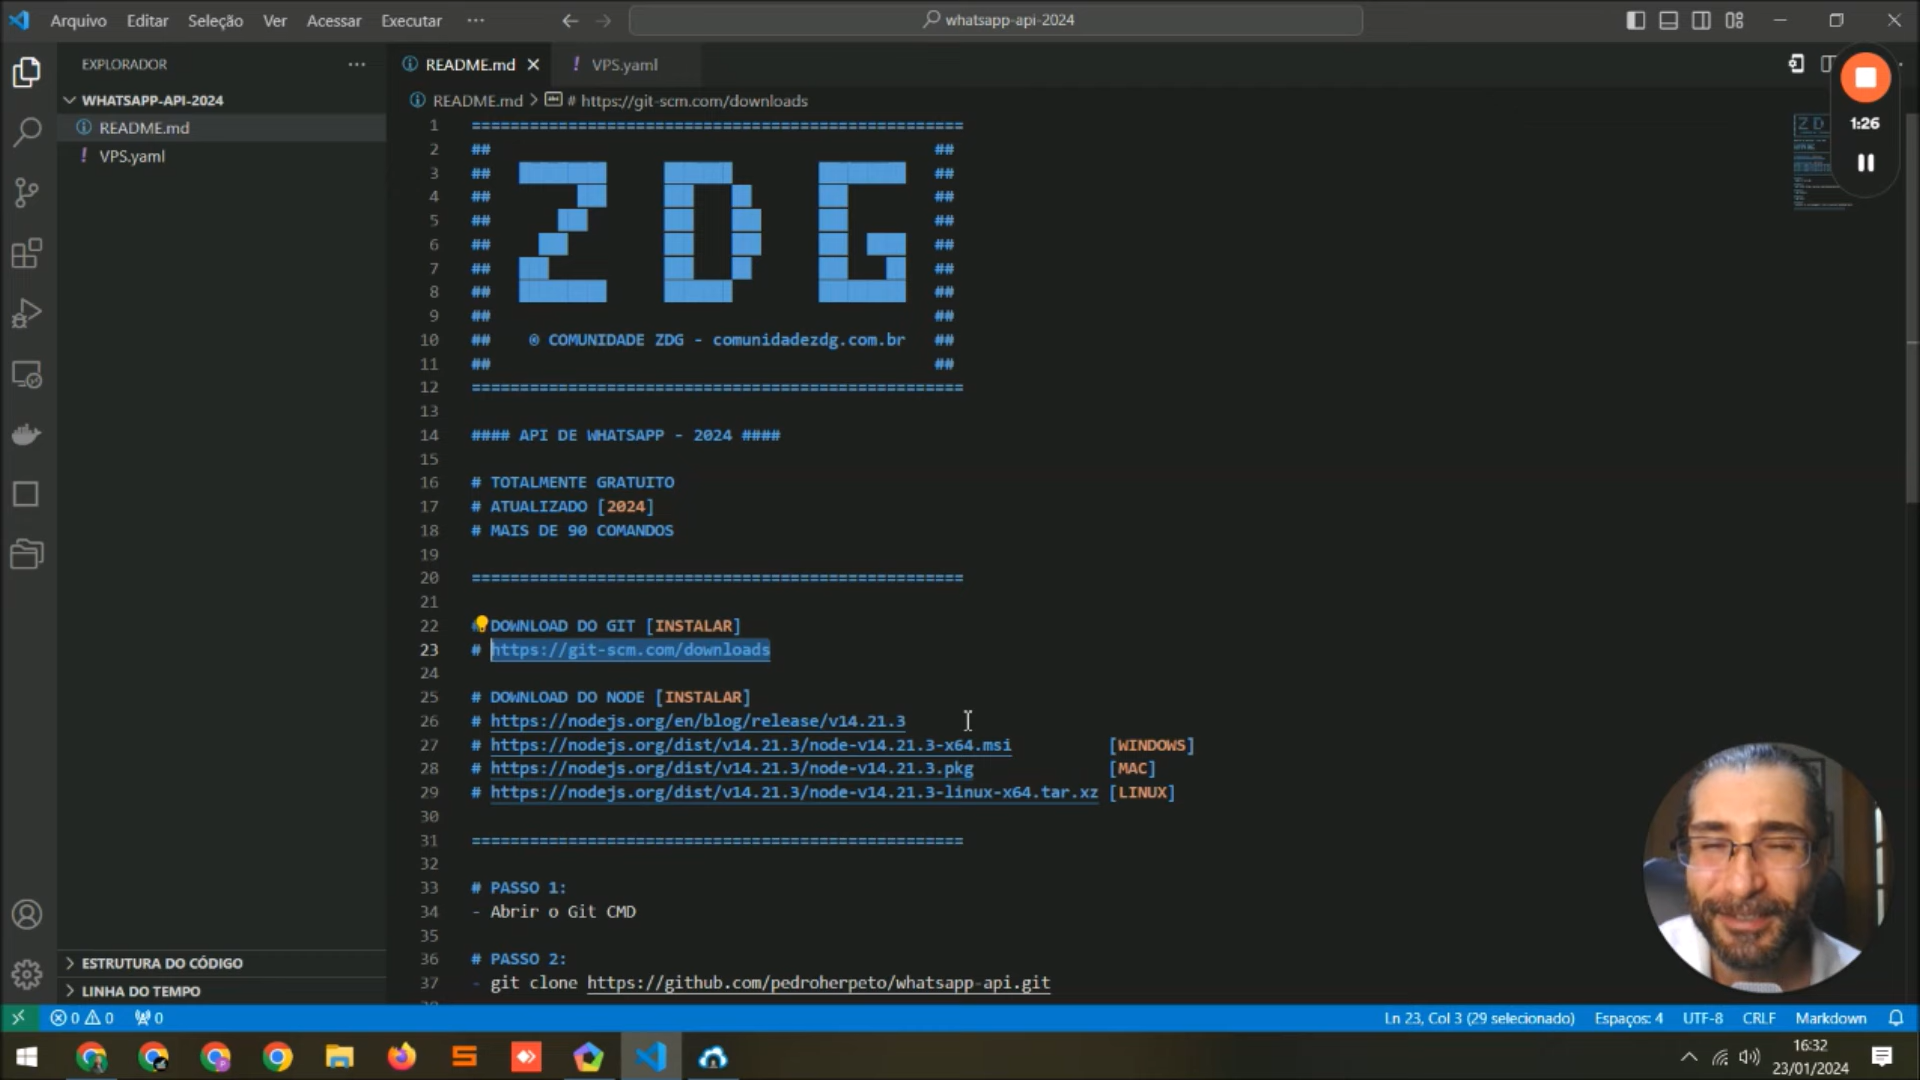 Arquivo Editar Seleção Ver Acessar Executar ···
whatsapp-api-2024
EXPLORADOR
WHATSAPP-API-2024
README.md
VPS.yaml
README.md
VPS.yaml
README.md > # https://git-scm.com/downloads
1:26
1 ===================================================
2 ## ##
3 ## ##
4 ## ##
5 ## ##
6 ## ##
7 ## ##
8 ## ##
Z D G
9 ## ##
10 ## ® COMUNIDADE ZDG - comunidadezdg.com.br ##
11 ## ##
12 ===================================================
13
14 #### API DE WHATSAPP - 2024 ####
15
16 # TOTALMENTE GRATUITO
17 # ATUALIZADO [2024]
18 # MAIS DE 90 COMANDOS
19
20 ===================================================
21
22 # DOWNLOAD DO GIT [INSTALAR]
23 # https://git-scm.com/downloads
24
25 # DOWNLOAD DO NODE [INSTALAR]
26 # https://nodejs.org/en/blog/release/v14.21.3
27 # https://nodejs.org/dist/v14.21.3/node-v14.21.3-x64.msi [WINDOWS]
28 # https://nodejs.org/dist/v14.21.3/node-v14.21.3.pkg [MAC]
29 # https://nodejs.org/dist/v14.21.3/node-v14.21.3-linux-x64.tar.xz [LINUX]
30
31 ===================================================
32
33 # PASSO 1:
34 - Abrir o Git CMD
35
36 # PASSO 2:
37 - git clone https://github.com/pedroherpeto/whatsapp-api.git
ESTRUTURA DO CÓDIGO
LINHA DO TEMPO
0 0 0
Ln 23, Col 3 (29 selecionado) Espaços: 4 UTF-8 CRLF Markdown
16:32
23/01/2024